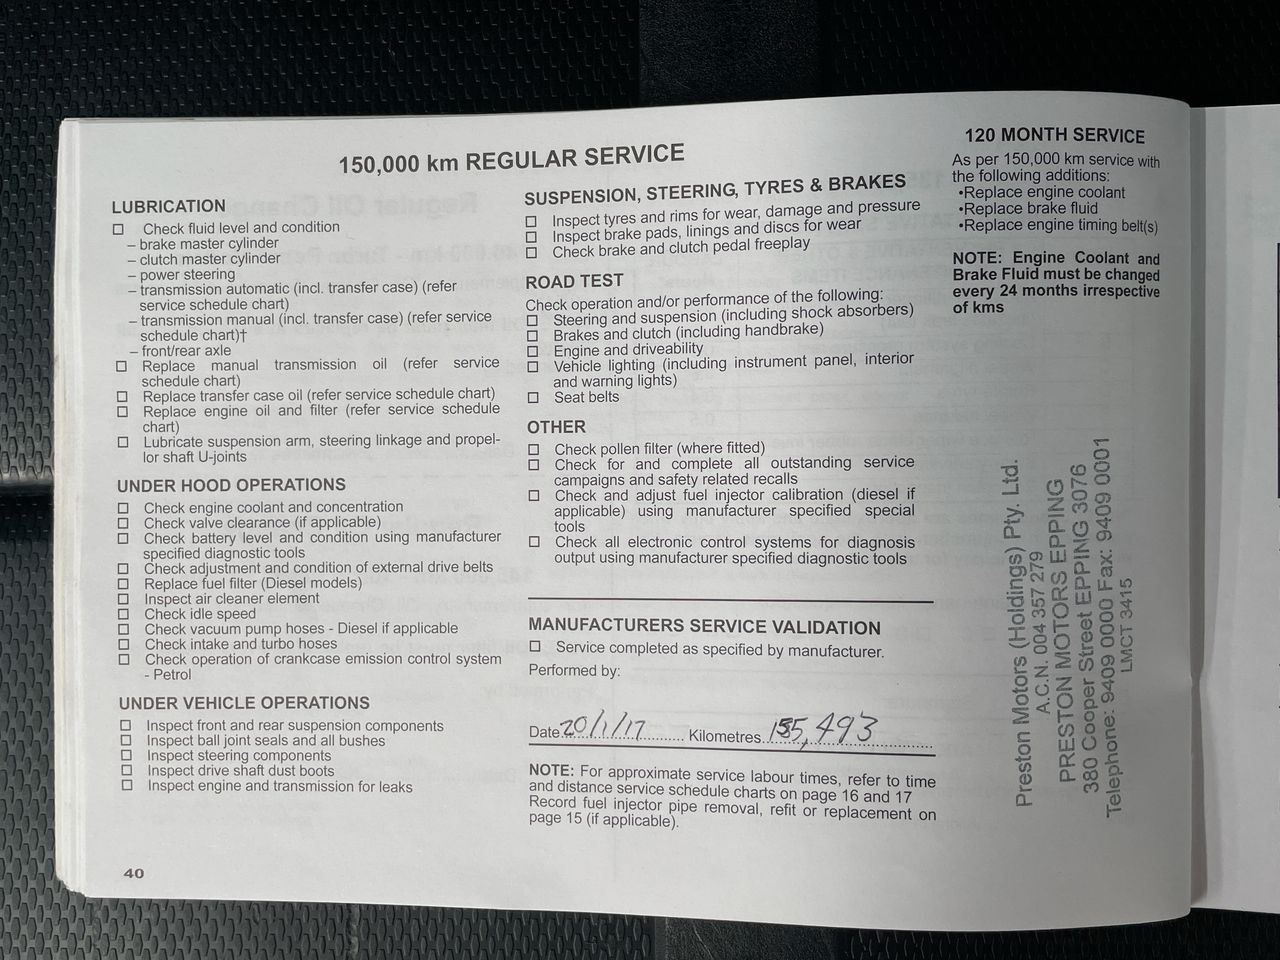 150,000 km REGULAR SERVICE
LUBRICATION
☐ Check fluid level and condition
– brake master cylinder
– clutch master cylinder
– power steering
– transmission automatic (incl. transfer case) (refer
service schedule chart)
– transmission manual (incl. transfer case) (refer service
schedule chart)†
– front/rear axle
☐ Replace manual transmission oil (refer service
schedule chart)
☐ Replace transfer case oil (refer service schedule chart)
☐ Replace engine oil and filter (refer service schedule
chart)
☐ Lubricate suspension arm, steering linkage and propel-
lor shaft U-joints
UNDER HOOD OPERATIONS
☐ Check engine coolant and concentration
☐ Check valve clearance (if applicable)
☐ Check battery level and condition using manufacturer
specified diagnostic tools
☐ Check adjustment and condition of external drive belts
☐ Replace fuel filter (Diesel models)
☐ Inspect air cleaner element
☐ Check idle speed
☐ Check vacuum pump hoses - Diesel if applicable
☐ Check intake and turbo hoses
☐ Check operation of crankcase emission control system
- Petrol
UNDER VEHICLE OPERATIONS
☐ Inspect front and rear suspension components
☐ Inspect ball joint seals and all bushes
☐ Inspect steering components
☐ Inspect drive shaft dust boots
☐ Inspect engine and transmission for leaks
40
SUSPENSION, STEERING, TYRES & BRAKES
☐ Inspect tyres and rims for wear, damage and pressure
☐ Inspect brake pads, linings and discs for wear
☐ Check brake and clutch pedal freeplay
ROAD TEST
Check operation and/or performance of the following:
☐ Steering and suspension (including shock absorbers)
☐ Brakes and clutch (including handbrake)
☐ Engine and driveability
☐ Vehicle lighting (including instrument panel, interior
and warning lights)
☐ Seat belts
OTHER
☐ Check pollen filter (where fitted)
☐ Check for and complete all outstanding service
campaigns and safety related recalls
☐ Check and adjust fuel injector calibration (diesel if
applicable) using manufacturer specified special
tools
☐ Check all electronic control systems for diagnosis
output using manufacturer specified diagnostic tools
MANUFACTURERS SERVICE VALIDATION
☐ Service completed as specified by manufacturer.
Performed by:
Date 20/1/17 Kilometres 155,493
NOTE: For approximate service labour times, refer to time
and distance service schedule charts on page 16 and 17
Record fuel injector pipe removal, refit or replacement on
page 15 (if applicable).
120 MONTH SERVICE
As per 150,000 km service with
the following additions:
•Replace engine coolant
•Replace brake fluid
•Replace engine timing belt(s)
NOTE: Engine Coolant and
Brake Fluid must be changed
every 24 months irrespective
of kms
Preston Motors (Holdings) Pty. Ltd.
A.C.N. 004 357 279
PRESTON MOTORS EPPING
380 Cooper Street EPPING 3076
Telephone: 9409 0000 Fax: 9409 0001
LMCT 3415